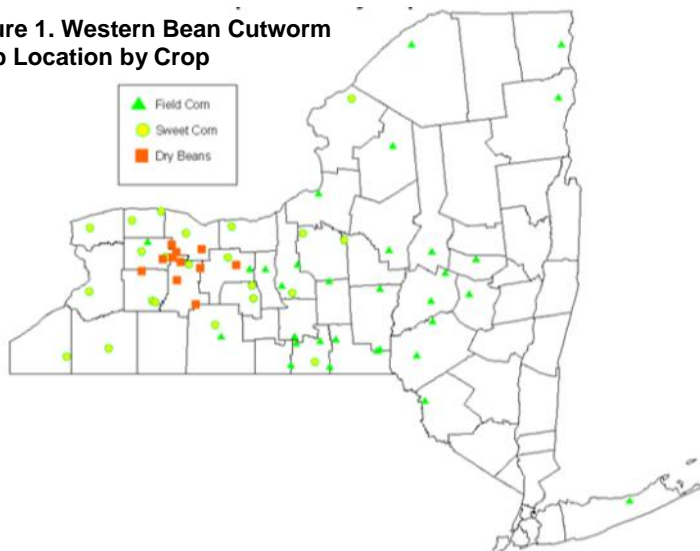 ure 1. Western Bean Cutworm
p Location by Crop
Field Corn
Sweet Corn
Dry Beans